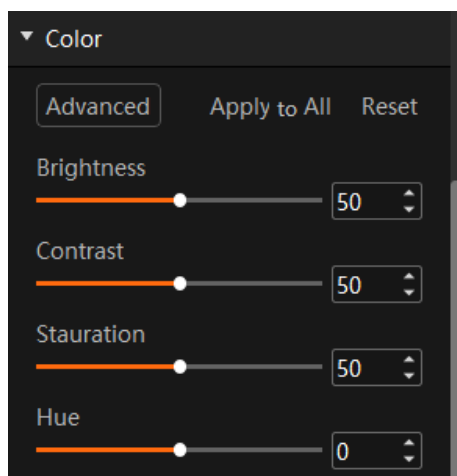 Color
Advanced Apply to All Reset
Brightness
50
Contrast
50
Stauration
50
Hue
0